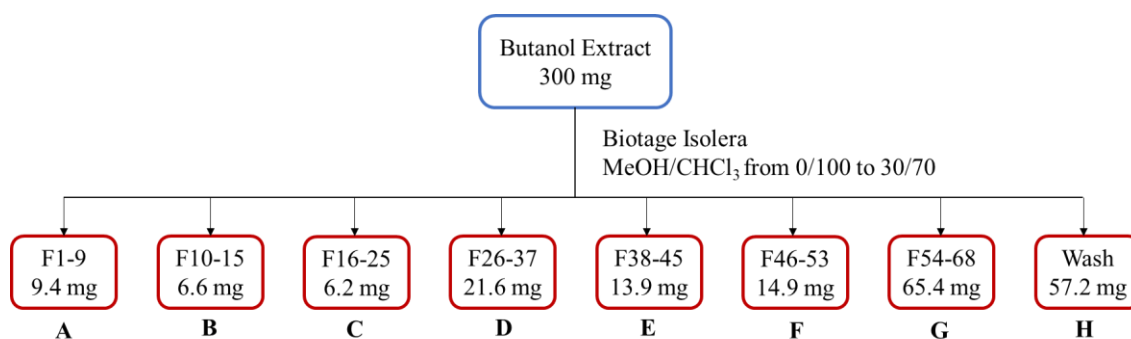 Butanol Extract
300 mg
Biotage Isolera
MeOH/CHCl₃ from 0/100 to 30/70
F1-9
9.4 mg
A
F10-15
6.6 mg
B
F16-25
6.2 mg
C
F26-37
21.6 mg
D
F38-45
13.9 mg
E
F46-53
14.9 mg
F
F54-68
65.4 mg
G
Wash
57.2 mg
H